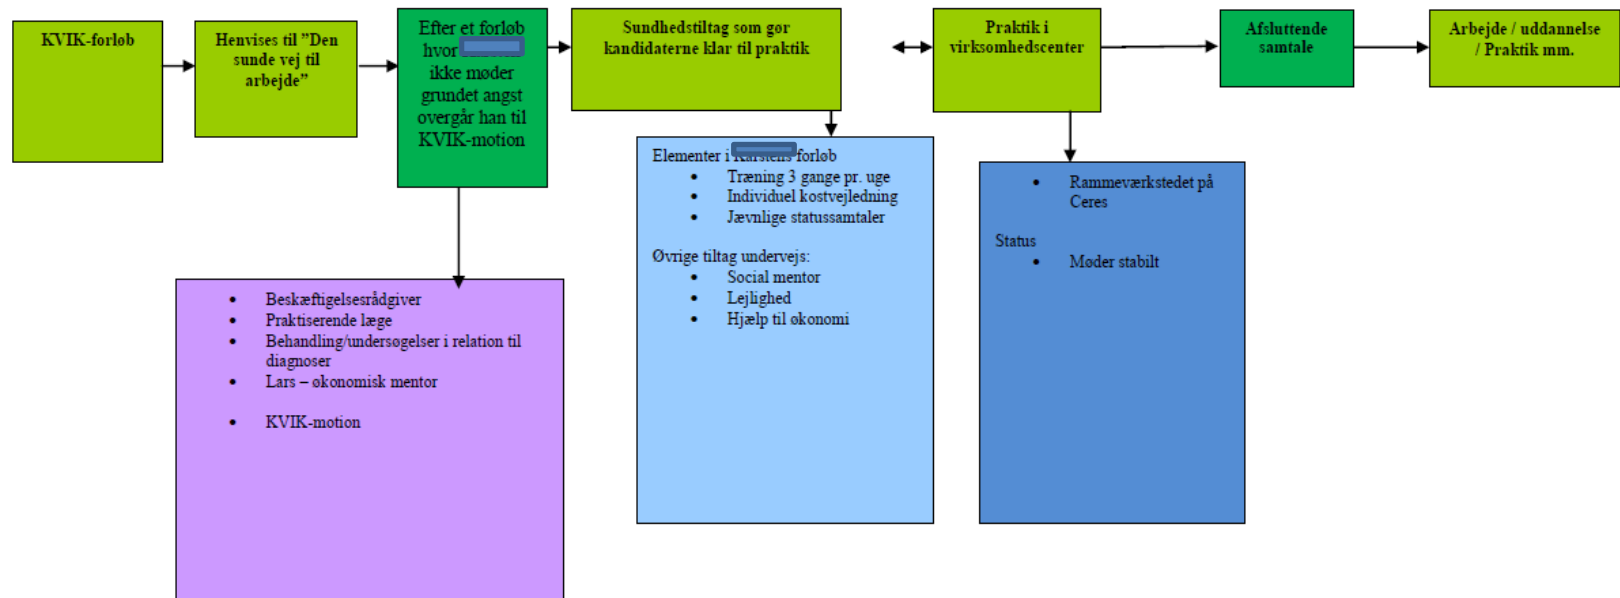 KVIK-forløb
Henvises til ”Den
sunde vej til
arbejde”
Efter et forløb
hvor
ikke møder
grundet angst
overgår han til
KVIK-motion
Sundhedstiltag som gør
kandidaterne klar til praktik
Praktik i
virksomhedscenter
Afsluttende
samtale
Arbejde / uddannelse
/ Praktik mm.
• Beskæftigelsesrådgiver
• Praktiserende læge
• Behandling/undersøgelser i relation til
diagnoser
• Lars – økonomisk mentor
• KVIK-motion
Elementer i forløb
• Træning 3 gange pr. uge
• Individuel kostvejledning
• Jævnlige statussamtaler
Øvrige tiltag undervejs:
• Social mentor
• Lejlighed
• Hjælp til økonomi
• Rammeværkstedet på
Ceres
Status
• Møder stabilt